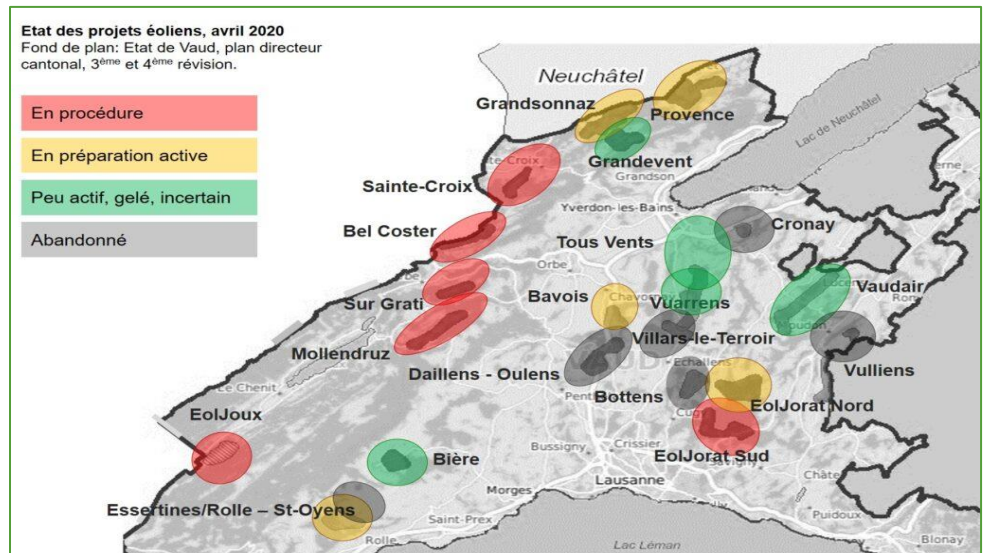 Etat des projets éoliens, avril 2020
Fond de plan: Etat de Vaud, plan directeur
cantonal, 3ème et 4ème révision.
En procédure
En préparation active
Peu actif, gelé, incertain
Abandonné
Neuchâtel
Grandsonnaz
Provence
Lac de Neuchâtel
Grandevent
Grandson
Sainte-Croix
Yverdon-les-Bains
Cronay
Bel Coster
Tous Vents
Orbe
Vaudair
Bavois
Vuarrens
Sur Grati
Moudon
Villars-le-Terroir
Mollendruz
Echallens
Vulliens
Daillens - Oulens
Le Chenit
Bottens
EolJorat Nord
EolJoux
EolJorat Sud
Bussigny
Crissier
Savigny
Bière
Lausanne
Morges
Essertines/Rolle – St-Oyens
Saint-Prex
Puidoux
Rolle
Lac Léman
Blonay